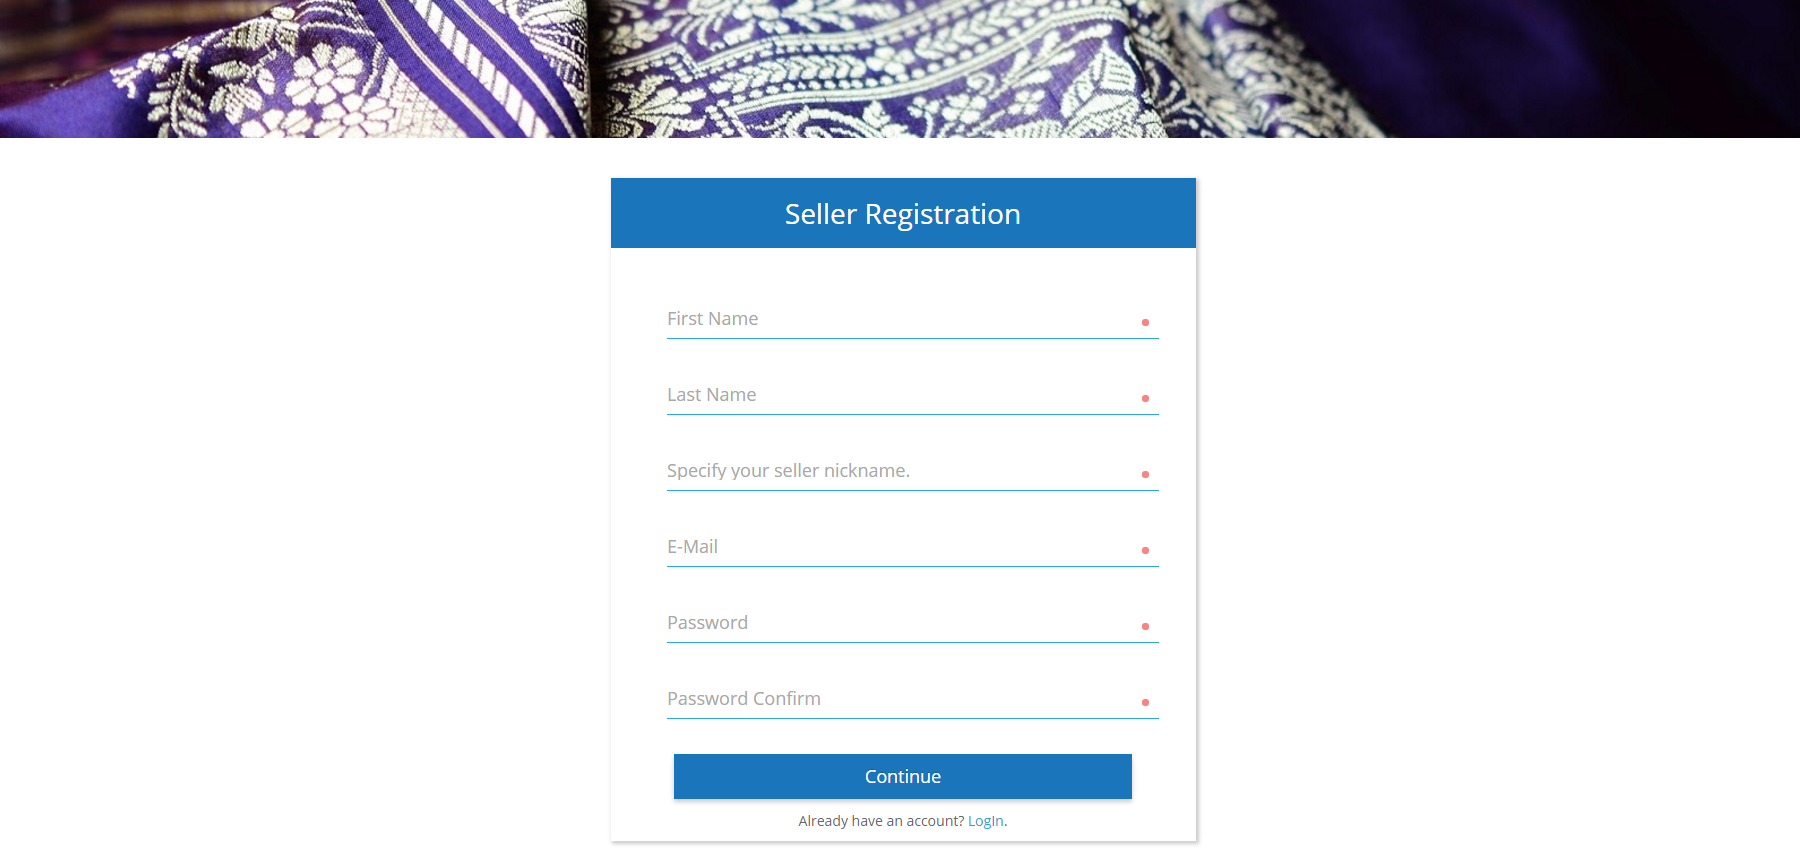 Seller Registration
First Name
Last Name
Specify your seller nickname.
E-Mail
Password
Password Confirm
Continue
Already have an account? LogIn.